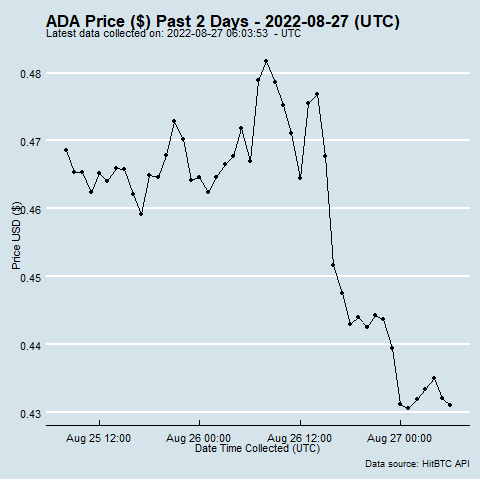 ADA Price ($) Past 2 Days - 2022-08-27 (UTC)
Latest data collected on: 2022-08-27 06:03:53  - UTC
0.48
0.47
0.46
0.45
0.44
0.43
Price USD ($)
Aug 25 12:00
Aug 26 00:00
Aug 26 12:00
Aug 27 00:00
Date Time Collected (UTC)
Data source: HitBTC API